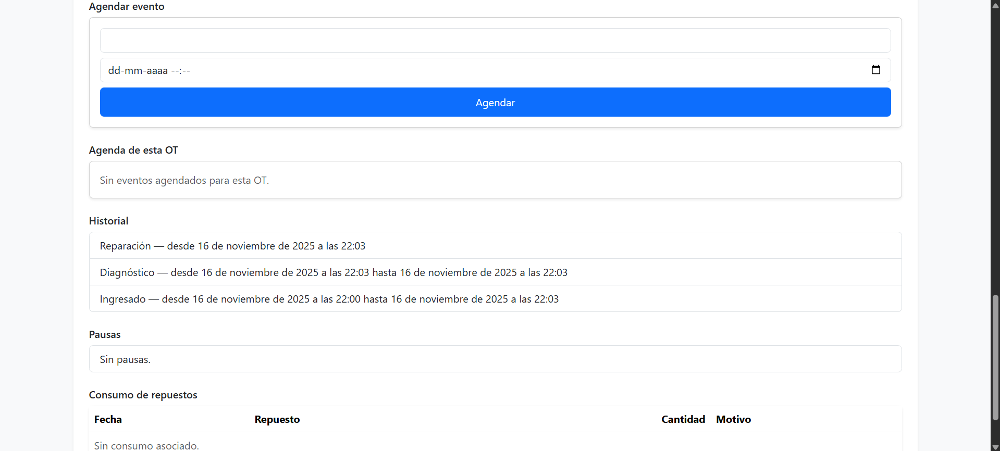 Agendar evento
dd-mm-aaaa --:--
Agendar
Agenda de esta OT
Sin eventos agendados para esta OT.
Historial
Reparación — desde 16 de noviembre de 2025 a las 22:03
Diagnóstico — desde 16 de noviembre de 2025 a las 22:03 hasta 16 de noviembre de 2025 a las 22:03
Ingresado — desde 16 de noviembre de 2025 a las 22:00 hasta 16 de noviembre de 2025 a las 22:03
Pausas
Sin pausas.
Consumo de repuestos
Fecha Repuesto Cantidad Motivo
Sin consumo asociado.